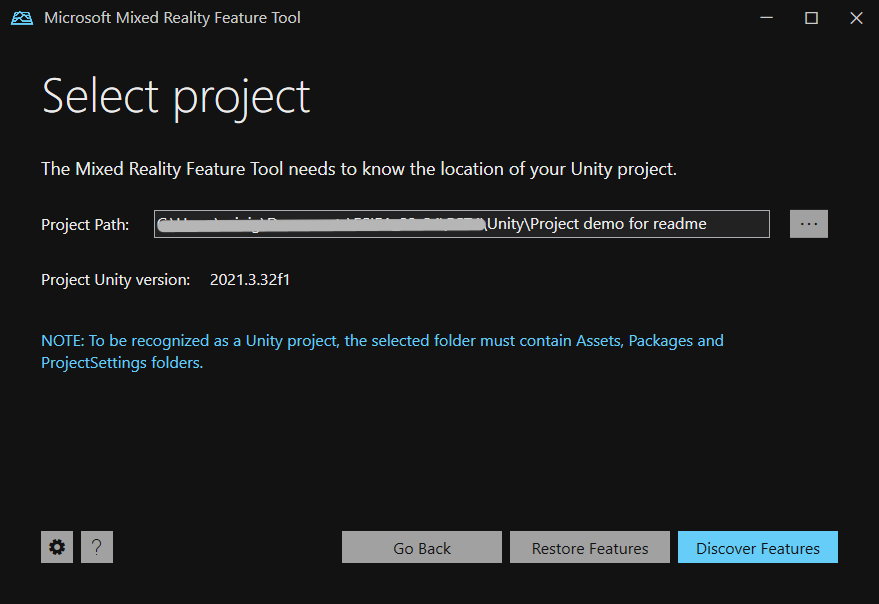 Microsoft Mixed Reality Feature Tool
Select project
The Mixed Reality Feature Tool needs to know the location of your Unity project.
Project Path: \Unity\Project demo for readme ...
Project Unity version: 2021.3.32f1
NOTE: To be recognized as a Unity project, the selected folder must contain Assets, Packages and
ProjectSettings folders.
? Go Back Restore Features Discover Features